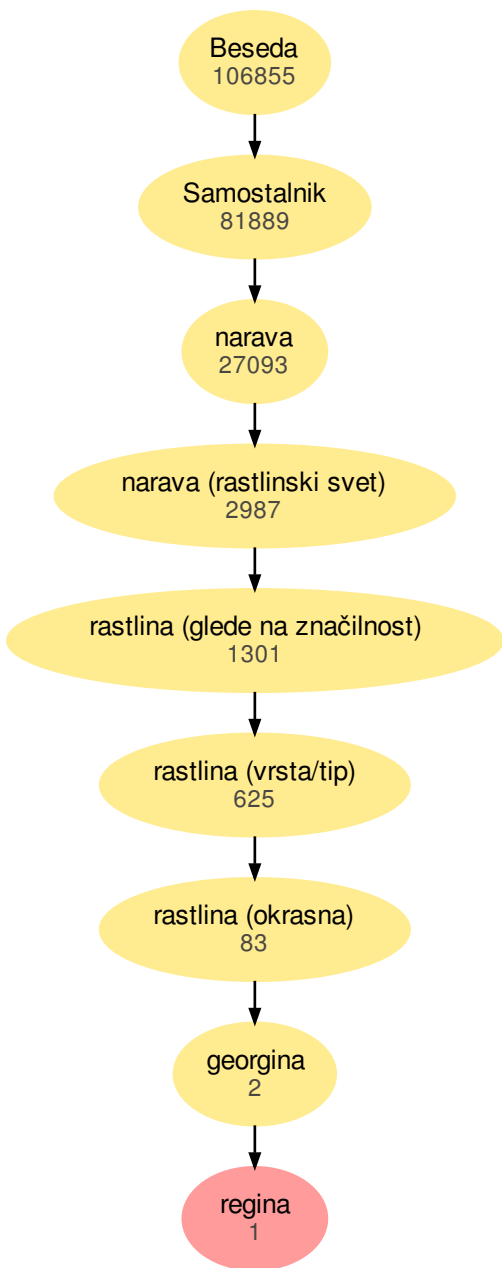 Beseda
106855
Samostalnik
81889
narava
27093
narava (rastlinski svet)
2987
rastlina (glede na značilnost)
1301
rastlina (vrsta/tip)
625
rastlina (okrasna)
83
georgina
2
regina
1